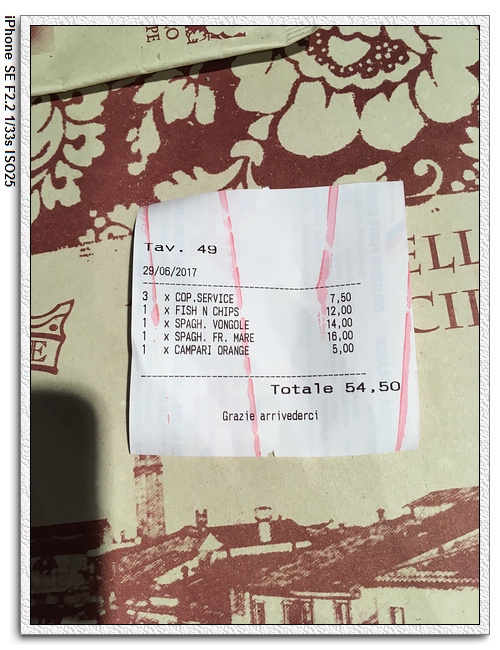 iPhone SE F2.2 1/33s ISO25
Tav. 49
29/06/2017
3 x COP.SERVICE 7,50
1 x FISH N CHIPS 12,00
1 x SPAGH. VONGOLE 14,00
1 x SPAGH. FR. MARE 16,00
1 x CAMPARI ORANGE 5,00
Totale 54,50
Grazie arrivederci
ELL
CII
E